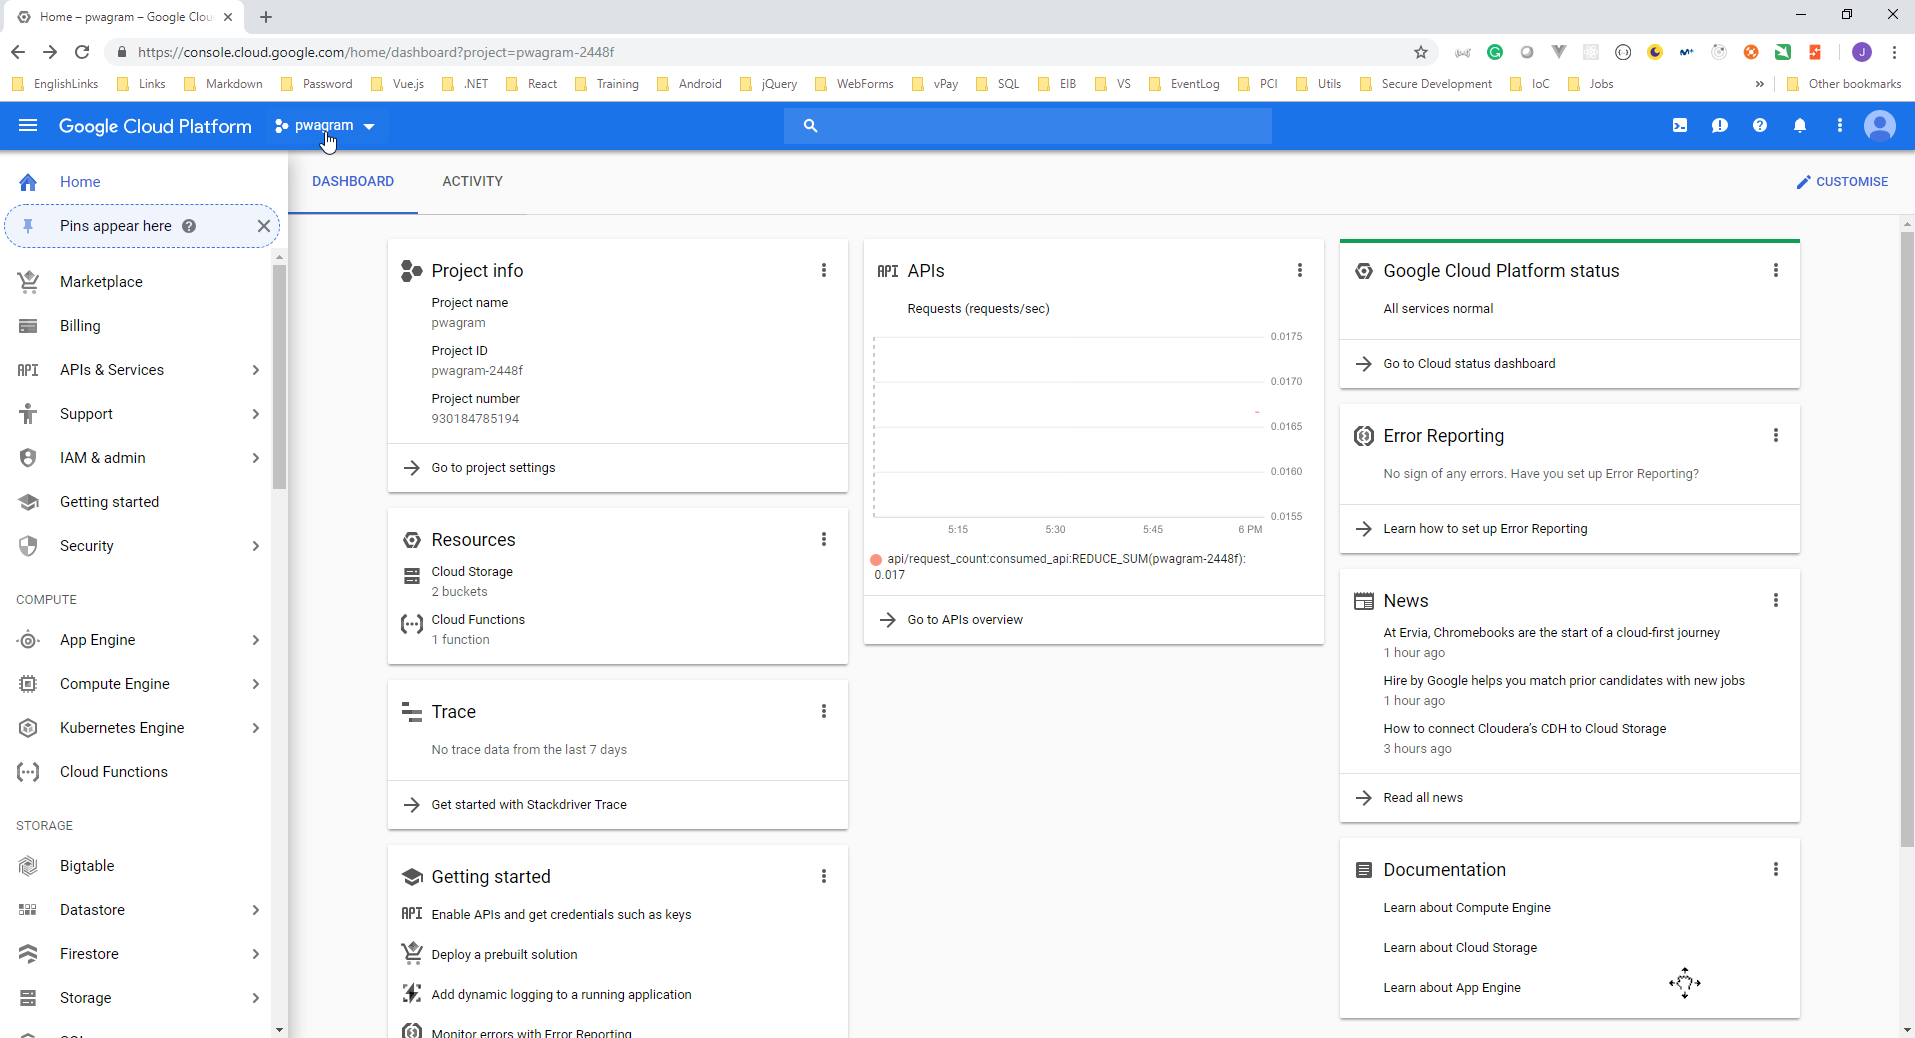 Home – pwagram – Google Clou
https://console.cloud.google.com/home/dashboard?project=pwagram-2448f
J
EnglishLinks Links Markdown Password Vue.js .NET React Training Android jQuery WebForms vPay SQL EIB VS EventLog PCI Utils Secure Development IoC Jobs » Other bookmarks
Google Cloud Platform pwagram
Home
Pins appear here
Marketplace
Billing
API APIs & Services
Support
IAM & admin
Getting started
Security
COMPUTE
App Engine
Compute Engine
Kubernetes Engine
Cloud Functions
STORAGE
Bigtable
Datastore
Firestore
Storage
DASHBOARD ACTIVITY
CUSTOMISE
Project info
Project name
pwagram
Project ID
pwagram-2448f
Project number
930184785194
Go to project settings
Resources
Cloud Storage
2 buckets
Cloud Functions
1 function
Trace
No trace data from the last 7 days
Get started with Stackdriver Trace
Getting started
API Enable APIs and get credentials such as keys
Deploy a prebuilt solution
Add dynamic logging to a running application
Monitor errors with Error Reporting
API APIs
Requests (requests/sec)
0.0175
0.0170
0.0165
0.0160
0.0155
5:15 5:30 5:45 6 PM
api/request_count:consumed_api:REDUCE_SUM(pwagram-2448f):
0.017
Go to APIs overview
Google Cloud Platform status
All services normal
Go to Cloud status dashboard
Error Reporting
No sign of any errors. Have you set up Error Reporting?
Learn how to set up Error Reporting
News
At Ervia, Chromebooks are the start of a cloud-first journey
1 hour ago
Hire by Google helps you match prior candidates with new jobs
1 hour ago
How to connect Cloudera’s CDH to Cloud Storage
3 hours ago
Read all news
Documentation
Learn about Compute Engine
Learn about Cloud Storage
Learn about App Engine